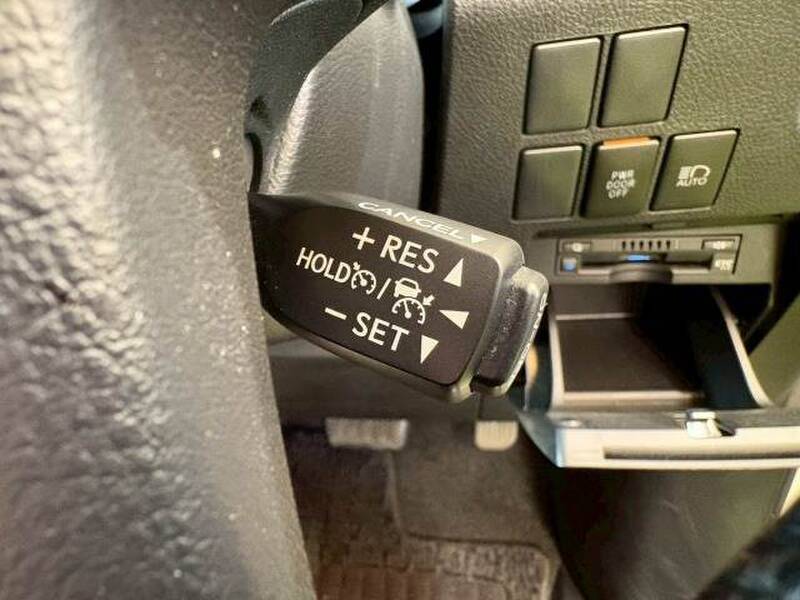 CANCEL
+ RES
HOLD /
- SET
PWR
DOOR
OFF
AUTO